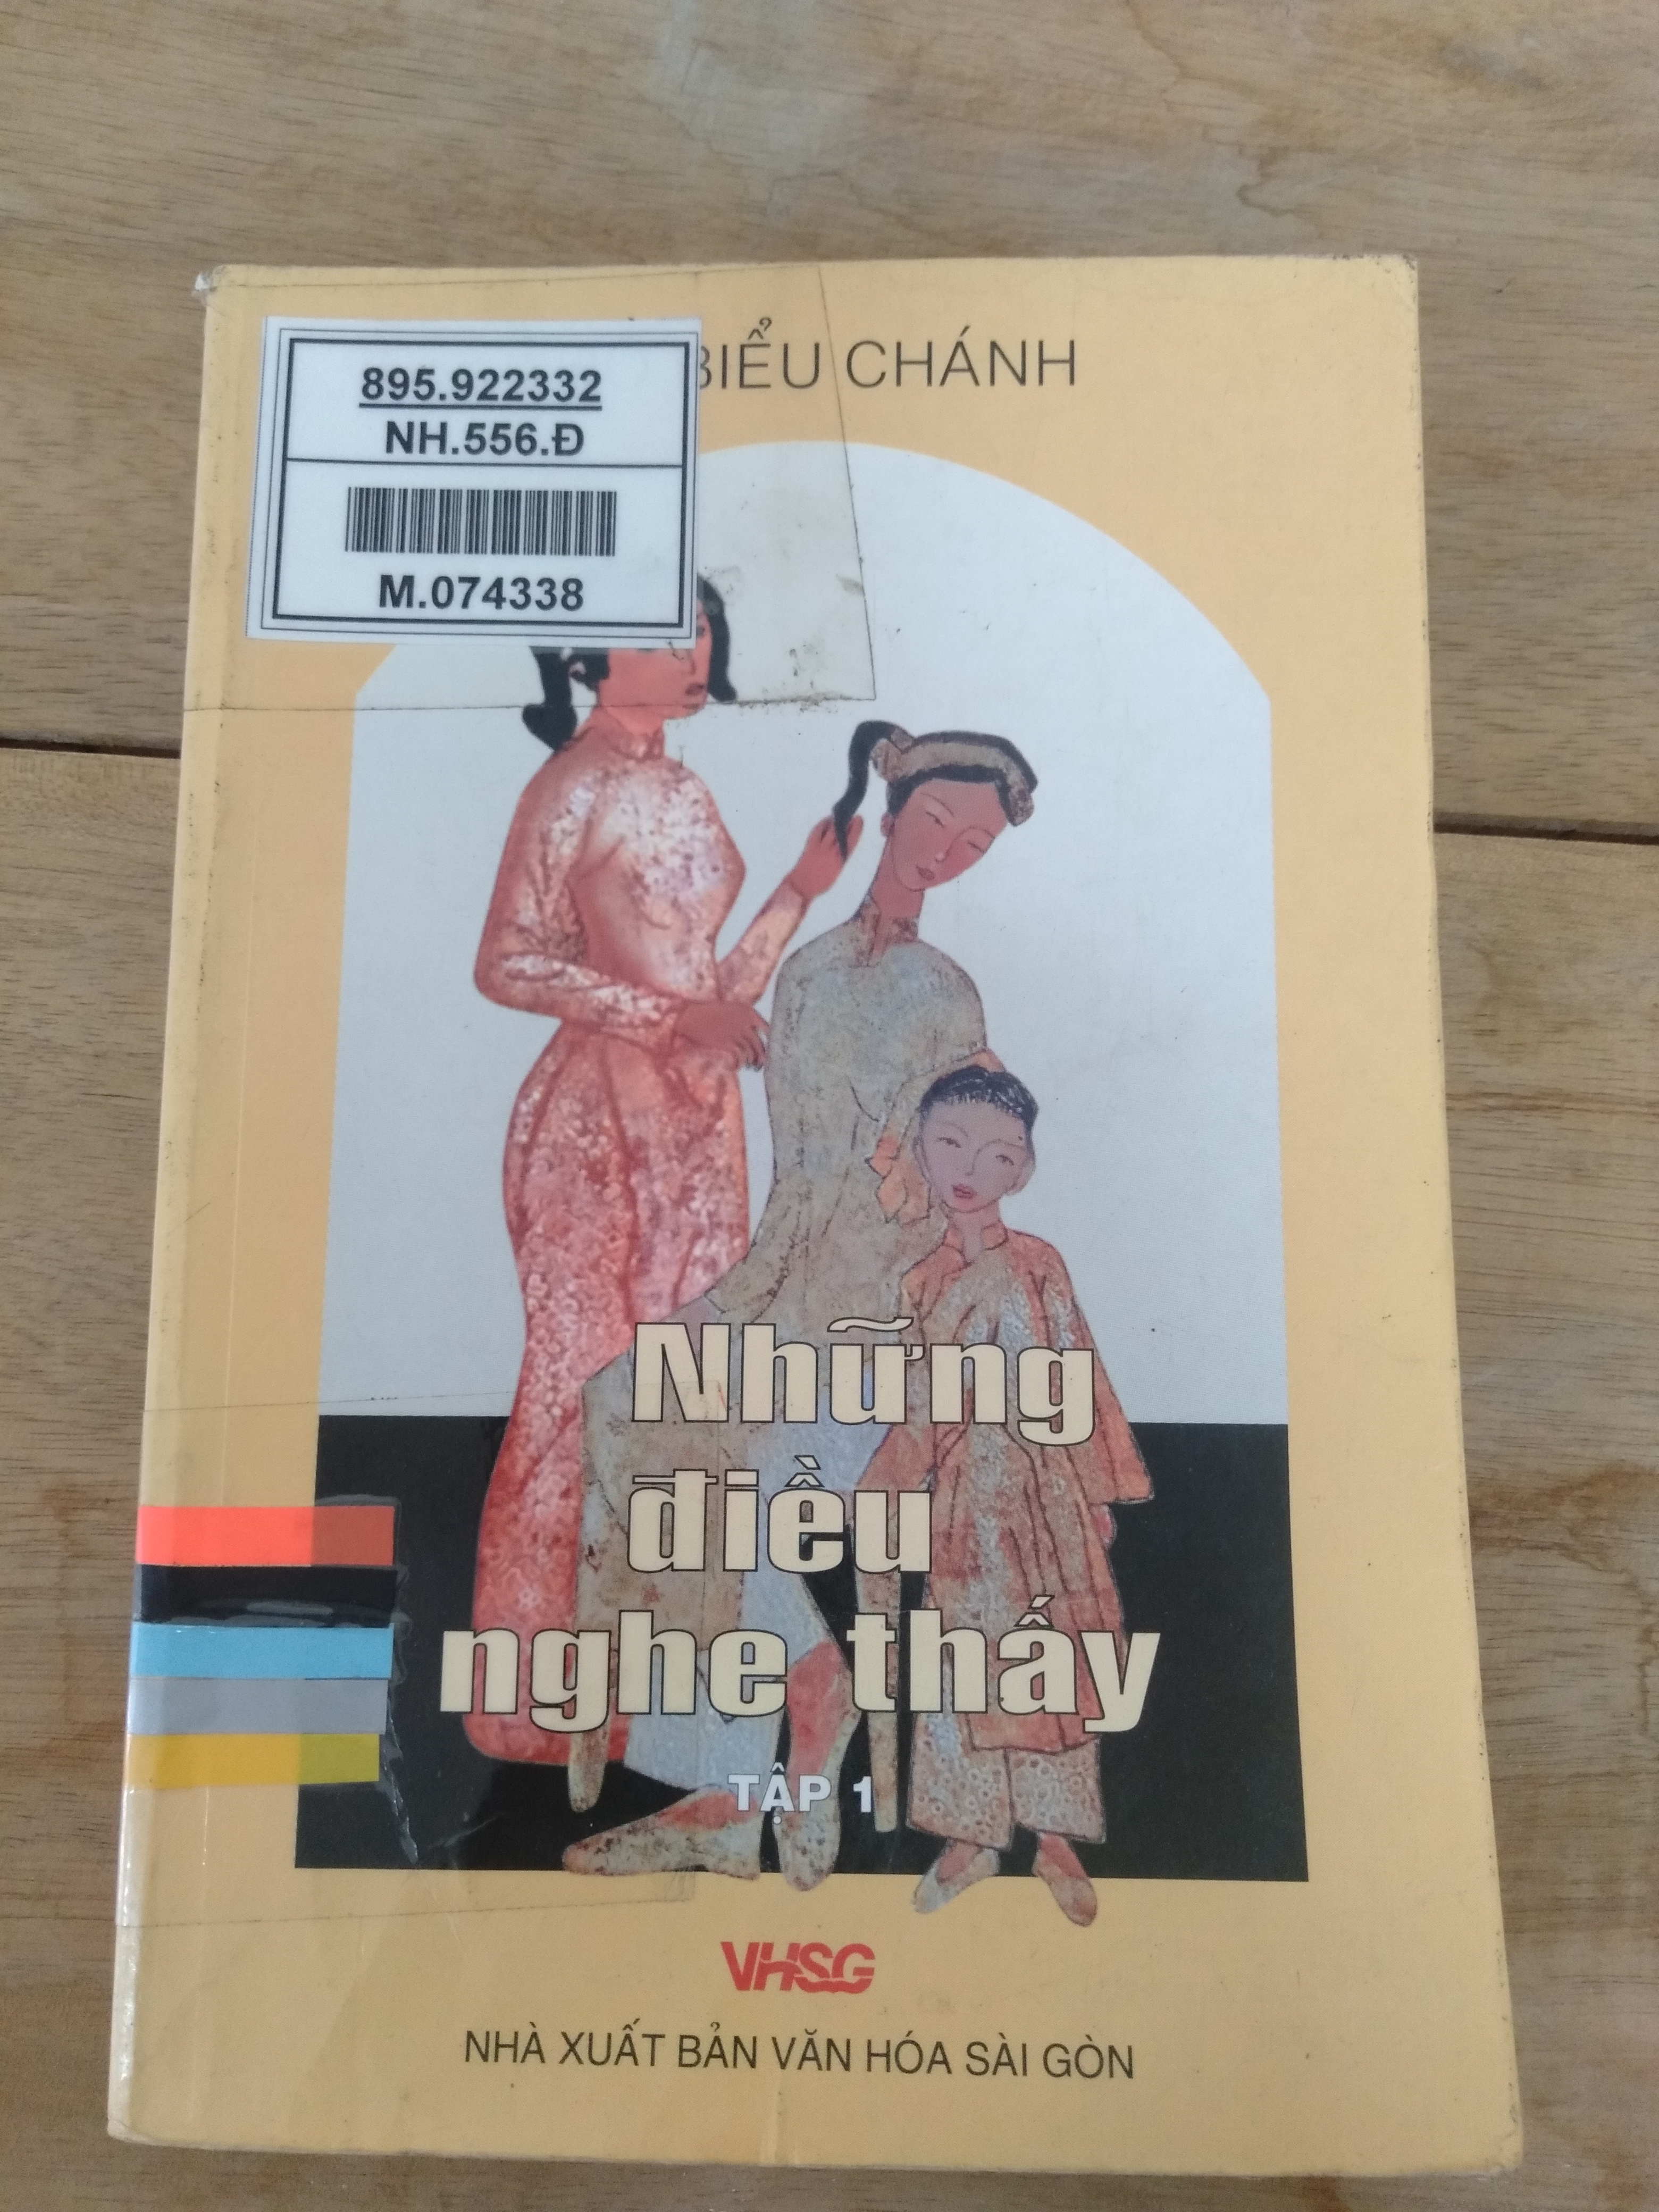 BIỂU CHÁNH
895.922332
NH.556.Đ
M.074338
Những
điều
nghe thấy
TẬP 1
VHSG
NHÀ XUẤT BẢN VĂN HÓA SÀI GÒN